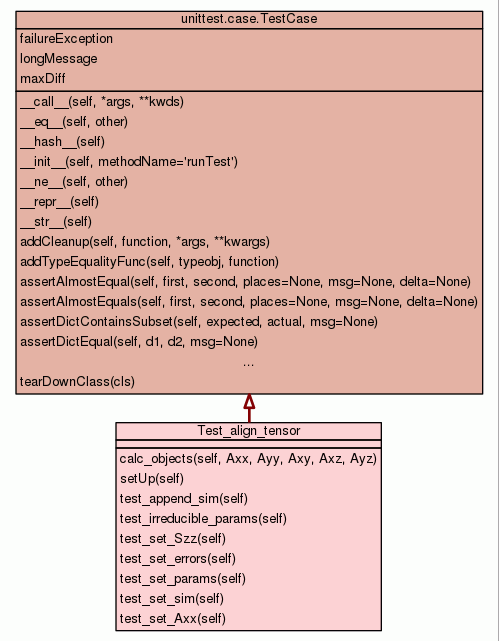 unittest.case.TestCase
failureException
longMessage
maxDiff
__call__(self, *args, **kwds)
__eq__(self, other)
__hash__(self)
__init__(self, methodName='runTest')
__ne__(self, other)
__repr__(self)
__str__(self)
addCleanup(self, function, *args, **kwargs)
addTypeEqualityFunc(self, typeobj, function)
assertAlmostEqual(self, first, second, places=None, msg=None, delta=None)
assertAlmostEquals(self, first, second, places=None, msg=None, delta=None)
assertDictContainsSubset(self, expected, actual, msg=None)
assertDictEqual(self, d1, d2, msg=None)
...
tearDownClass(cls)
Test_align_tensor
calc_objects(self, Axx, Ayy, Axy, Axz, Ayz)
setUp(self)
test_append_sim(self)
test_irreducible_params(self)
test_set_Szz(self)
test_set_errors(self)
test_set_params(self)
test_set_sim(self)
test_set_Axx(self)